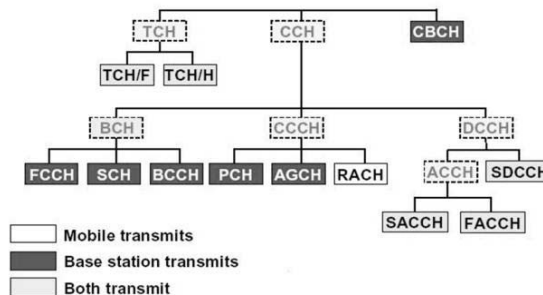 TCH CCH CBCH
TCH/F TCH/H
BCH CCCH DCCH
FCCH SCH BCCH PCH AGCH RACH ACCH SDCCH
SACCH FACCH
Mobile transmits
Base station transmits
Both transmit